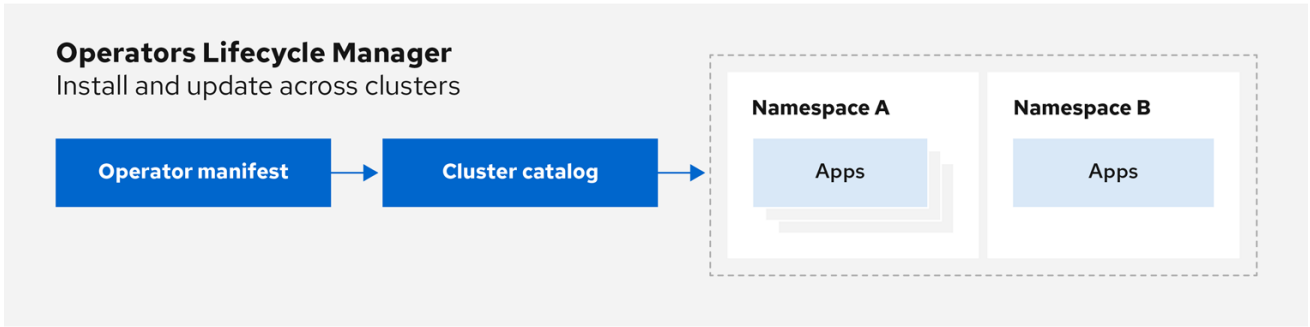 Operators Lifecycle Manager
Install and update across clusters
Operator manifest
Cluster catalog
Namespace A
Apps
Namespace B
Apps